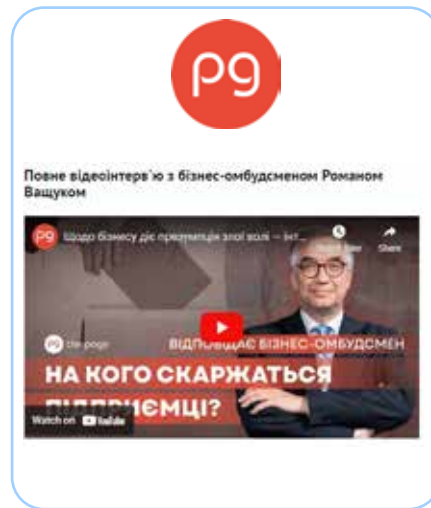 pg
Повне відеоінтерв'ю з бізнес-омбудсменом Романом
Ващуком
pg Щодо бізнесу діє презумпція злої волі — інт...
Share
pg the page
ВІДПОВІДАЄ БІЗНЕС-ОМБУДСМЕН
НА КОГО СКАРЖАТЬСЯ
ПІДПРИЄМЦІ?
Watch on YouTube